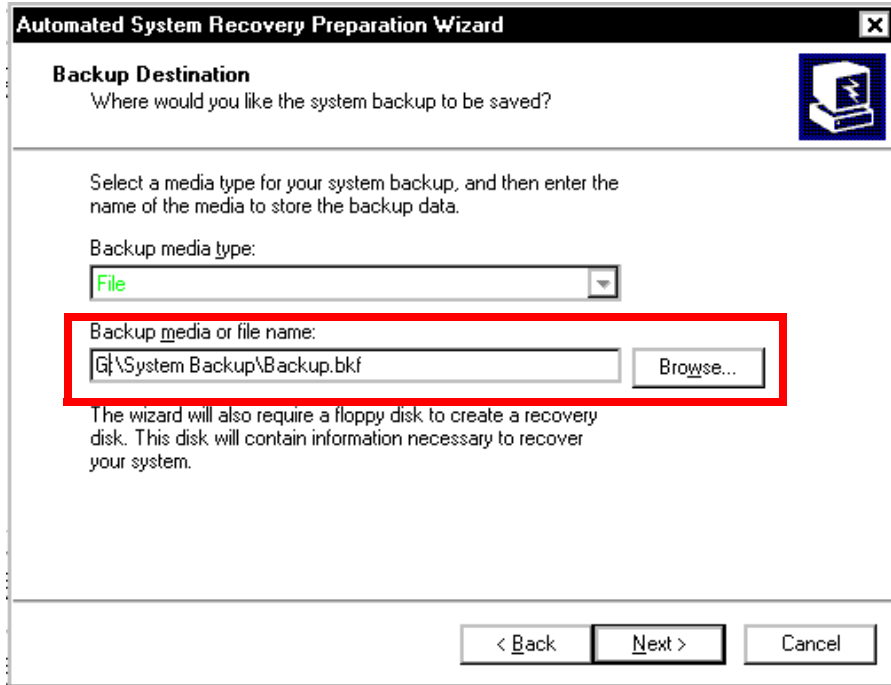 Automated System Recovery Preparation Wizard
Backup Destination
Where would you like the system backup to be saved?
Select a media type for your system backup, and then enter the
name of the media to store the backup data.
Backup media type:
File
Backup media or file name:
G:\System Backup\Backup.bkf
Browse...
The wizard will also require a floppy disk to create a recovery
disk. This disk will contain information necessary to recover
your system.
< Back
Next >
Cancel